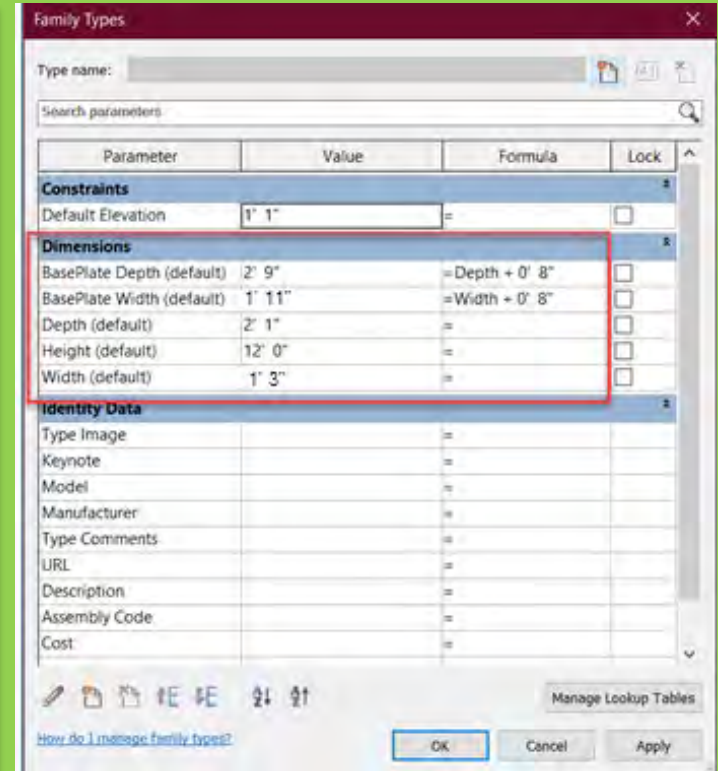 Family Types
Type name:
Search parameters
Parameter Value Formula Lock
Constraints
Default Elevation 1' 1" =
Dimensions
BasePlate Depth (default) 2' 9" =Depth + 0' 8"
BasePlate Width (default) 1' 11" =Width + 0' 8"
Depth (default) 2' 1" =
Height (default) 12' 0" =
Width (default) 1' 3" =
Identity Data
Type Image =
Keynote =
Model =
Manufacturer =
Type Comments =
URL =
Description =
Assembly Code =
Cost =
Manage Lookup Tables
How do I manage family types?
OK Cancel Apply